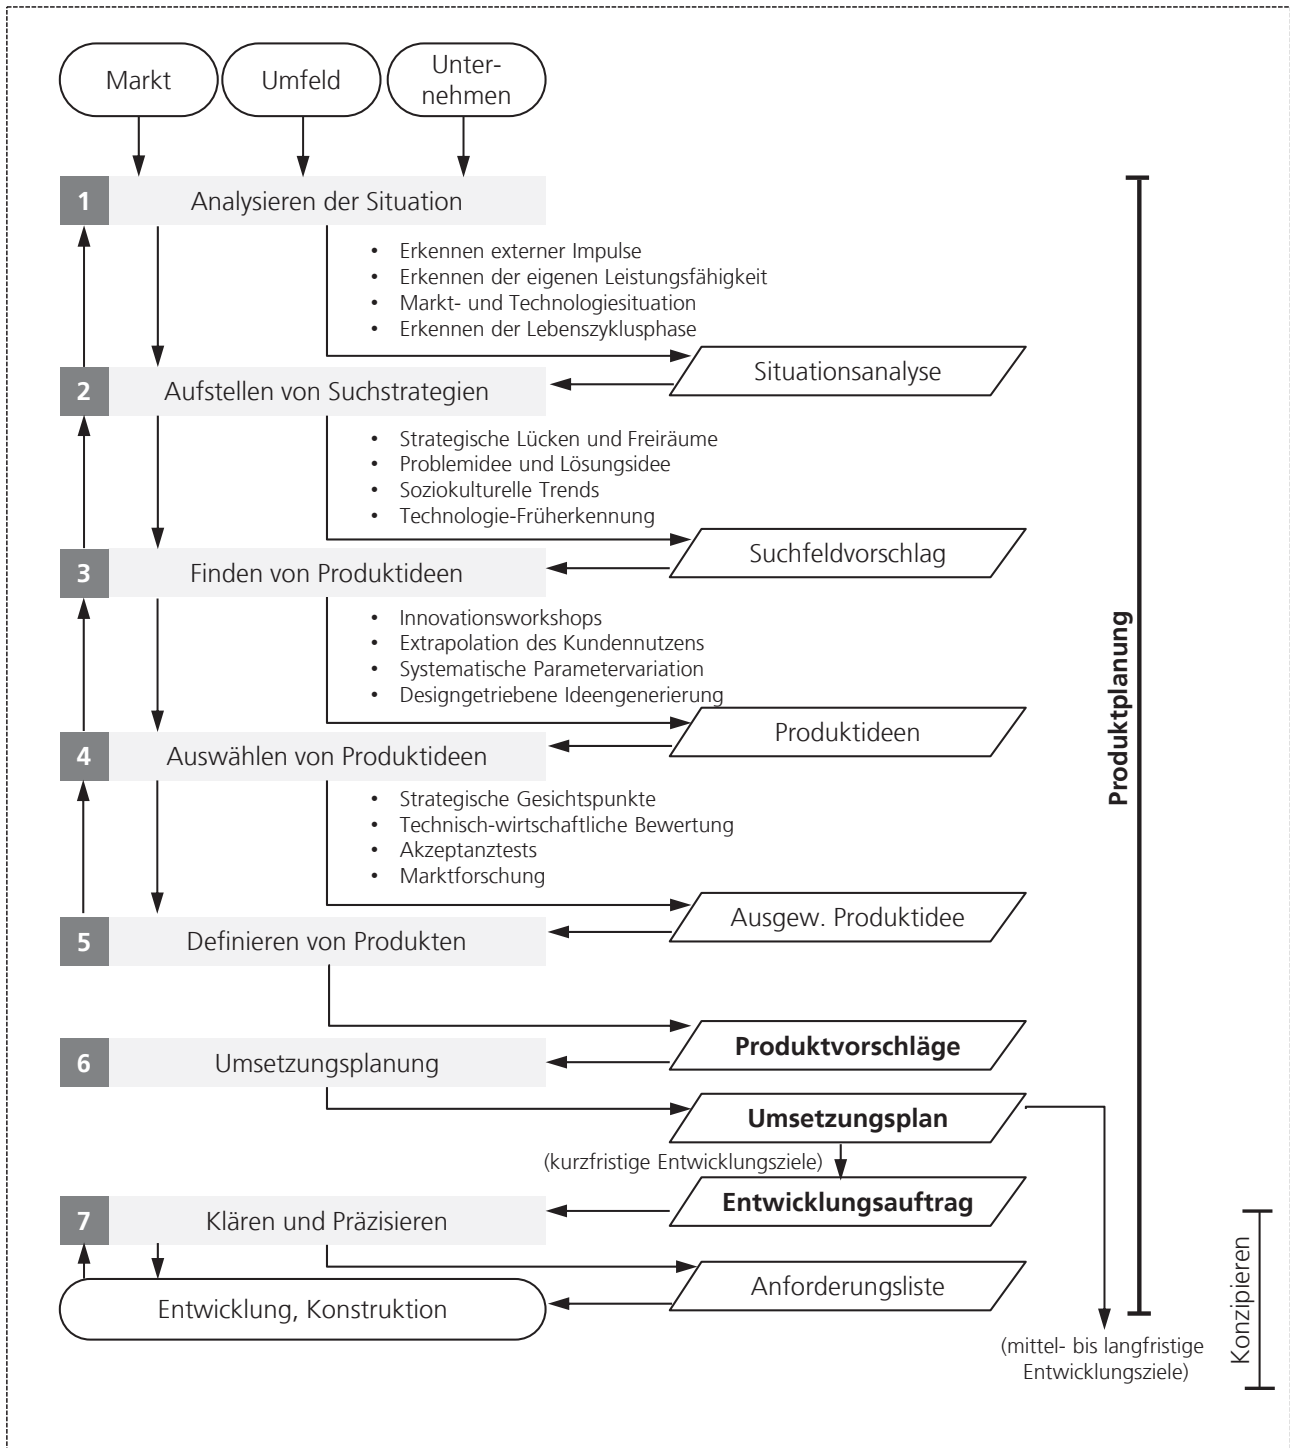 Markt
Umfeld
Unter-
nehmen
1
Analysieren der Situation
• Erkennen externer Impulse
• Erkennen der eigenen Leistungsfähigkeit
• Markt- und Technologiesituation
• Erkennen der Lebenszyklusphase
Situationsanalyse
2
Aufstellen von Suchstrategien
• Strategische Lücken und Freiräume
• Problemidee und Lösungsidee
• Soziokulturelle Trends
• Technologie-Früherkennung
Suchfeldvorschlag
3
Finden von Produktideen
• Innovationsworkshops
• Extrapolation des Kundennutzens
• Systematische Parametervariation
• Designgetriebene Ideengenerierung
Produktideen
4
Auswählen von Produktideen
• Strategische Gesichtspunkte
• Technisch-wirtschaftliche Bewertung
• Akzeptanztests
• Marktforschung
Ausgew. Produktidee
5
Definieren von Produkten
Produktvorschläge
6
Umsetzungsplanung
Umsetzungsplan
(kurzfristige Entwicklungsziele)
Entwicklungsauftrag
7
Klären und Präzisieren
Anforderungsliste
Entwicklung, Konstruktion
(mittel- bis langfristige
Entwicklungsziele)
Produktplanung
Konzipieren